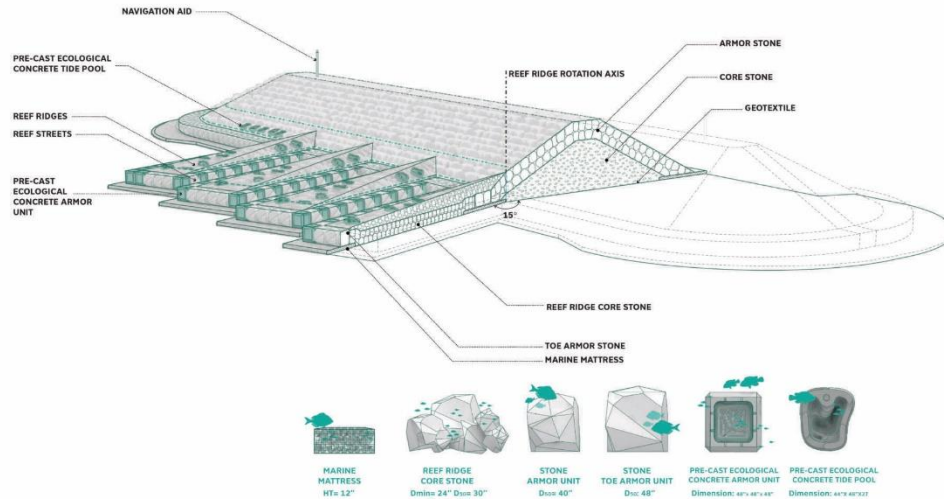 NAVIGATION AID
ARMOR STONE
PRE-CAST ECOLOGICAL
CONCRETE TIDE POOL
REEF RIDGE ROTATION AXIS
CORE STONE
GEOTEXTILE
REEF RIDGES
REEF STREETS
PRE-CAST
ECOLOGICAL
CONCRETE ARMOR
UNIT
15°
REEF RIDGE CORE STONE
TOE ARMOR STONE
MARINE MATTRESS
MARINE
MATTRESS
HT= 12"
REEF RIDGE
CORE STONE
Dmin= 24" D50= 30"
STONE
ARMOR UNIT
D50= 40"
STONE
TOE ARMOR UNIT
D50: 48"
PRE-CAST ECOLOGICAL
CONCRETE ARMOR UNIT
Dimension:
PRE-CAST ECOLOGICAL
CONCRETE TIDE POOL
Dimension: